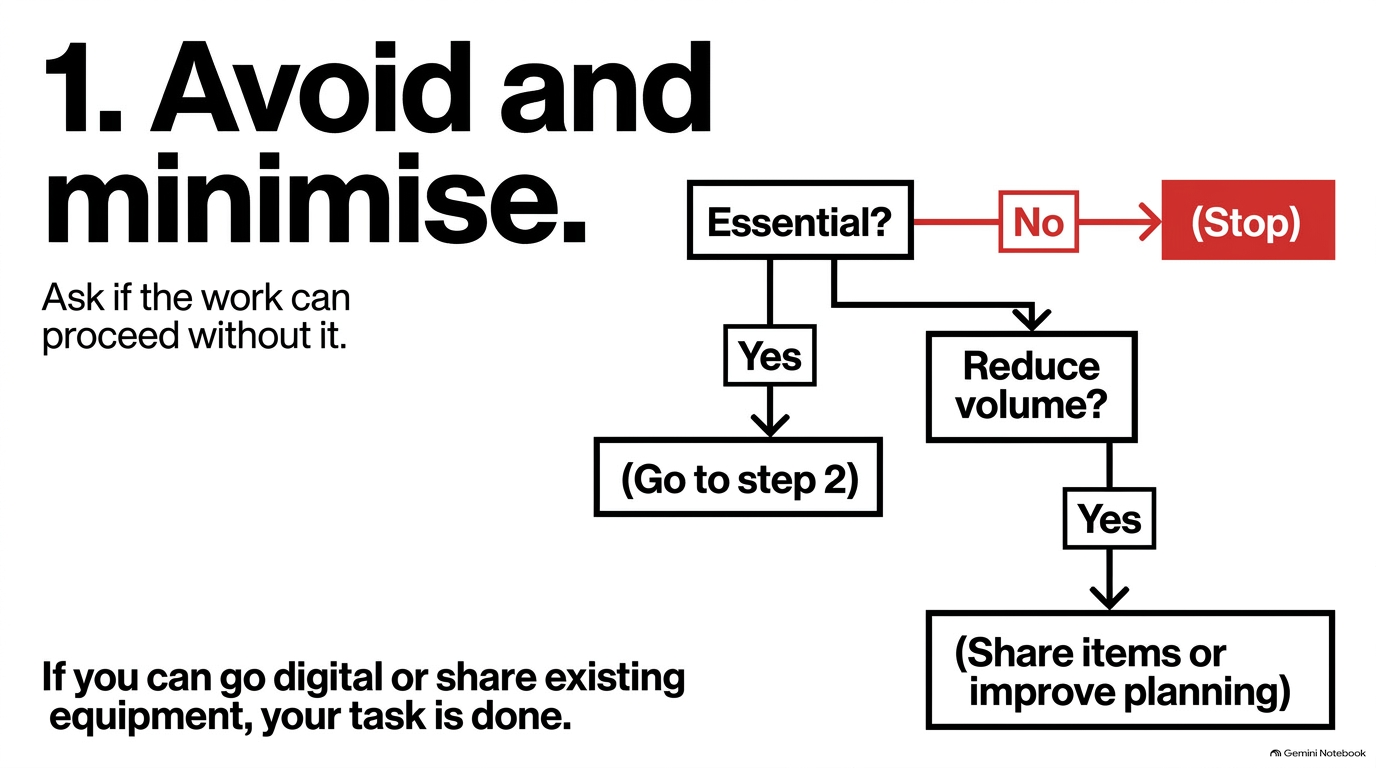 1. Avoid and
minimise.
Ask if the work can
proceed without it.
Essential?
No
(Stop)
Yes
(Go to step 2)
Reduce
volume?
Yes
(Share items or
improve planning)
If you can go digital or share existing
equipment, your task is done.
Gemini Notebook